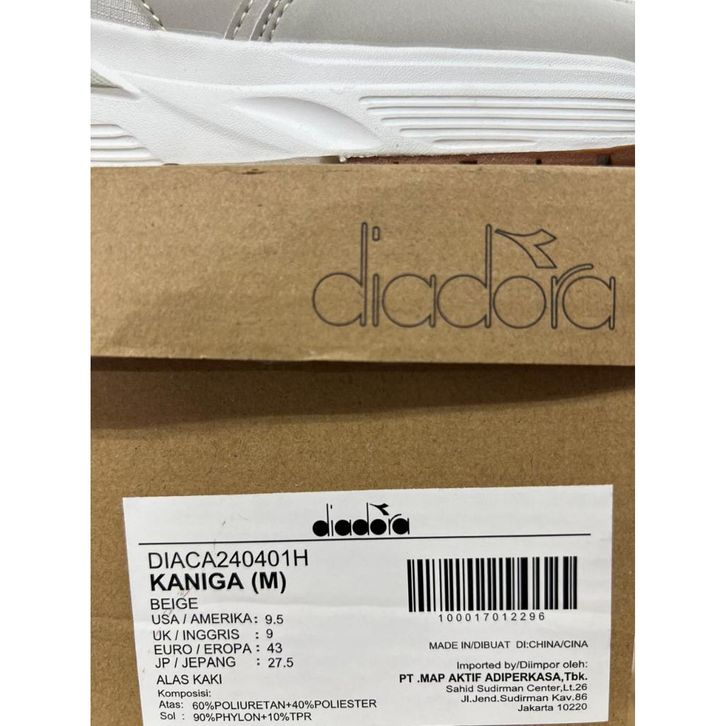 diadora
diadora
DIACA240401H
KANIGA (M)
BEIGE
USA / AMERIKA : 9.5
UK / INGGRIS : 9
EURO / EROPA : 43
JP / JEPANG : 27.5
100017012296
MADE IN/DIBUAT DI:CHINA/CINA
ALAS KAKI
Komposisi:
Atas: 60%POLIURETAN+40%POLIESTER
Sol : 90%PHYLON+10%TPR
Imported by/Diimpor oleh:
PT .MAP AKTIF ADIPERKASA,Tbk.
Sahid Sudirman Center,Lt.26
Jl.Jend.Sudirman Kav.86
Jakarta 10220